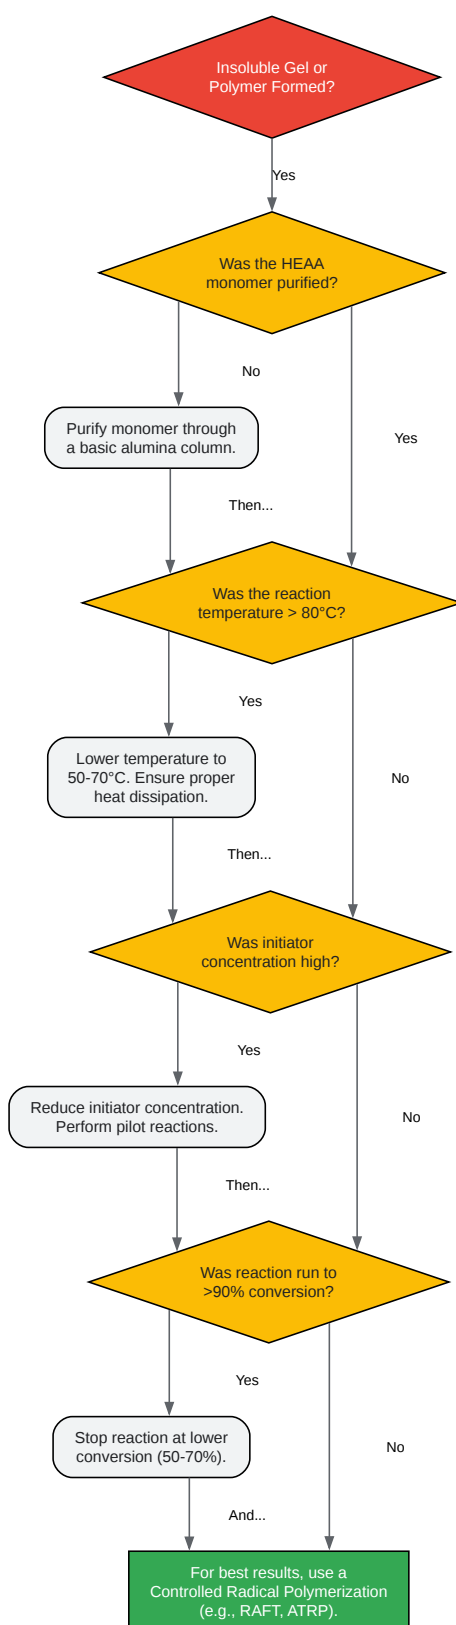 Insoluble Gel or
Polymer Formed?
Yes
Was the HEAA
monomer purified?
No
Purify monomer through
a basic alumina column.
Yes
Then...
Was the reaction
temperature > 80°C?
Yes
Lower temperature to
50-70°C. Ensure proper
heat dissipation.
No
Then...
Was initiator
concentration high?
Yes
Reduce initiator concentration.
Perform pilot reactions.
No
Then...
Was reaction run to
>90% conversion?
Yes
Stop reaction at lower
conversion (50-70%).
No
And...
For best results, use a
Controlled Radical Polymerization
(e.g., RAFT, ATRP).